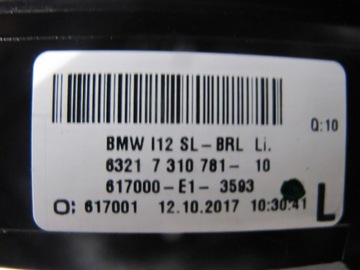 Q:10
BMW I12 SL-BRL Li.
6321 7 310 781- 10
617000-E1- 3593
O; 617001 12.10.2017 10:30:41
L